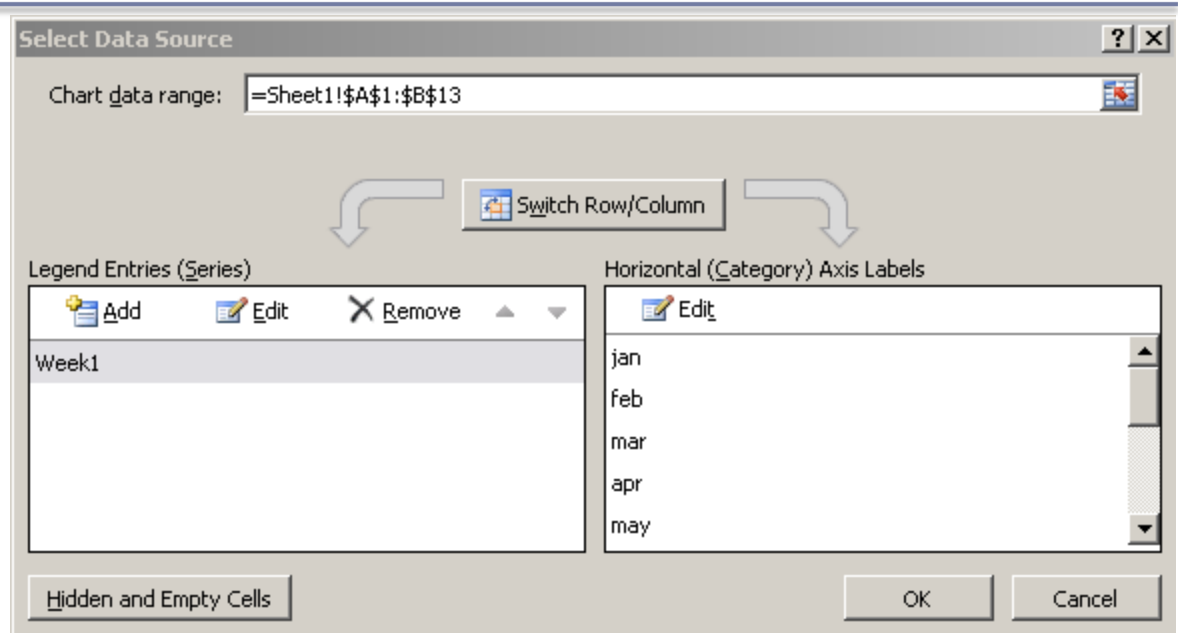 Select Data Source
Chart data range: =Sheet1!$A$1:$B$13
Switch Row/Column
Legend Entries (Series)
Add Edit Remove
Week1
Horizontal (Category) Axis Labels
Edit
jan
feb
mar
apr
may
Hidden and Empty Cells
OK Cancel